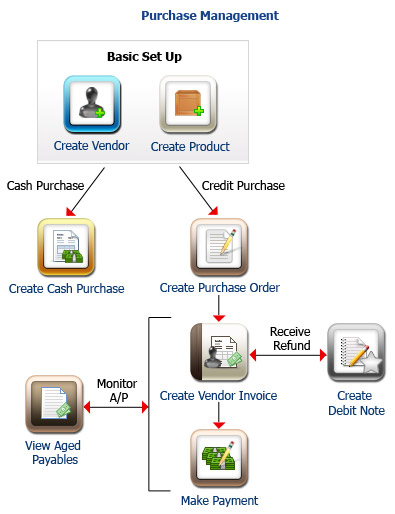 Purchase Management
Basic Set Up
Create Vendor
Create Product
Cash Purchase
Credit Purchase
Create Cash Purchase
Create Purchase Order
Receive
Refund
Monitor
A/P
Create Vendor Invoice
Create
Debit Note
View Aged
Payables
Make Payment